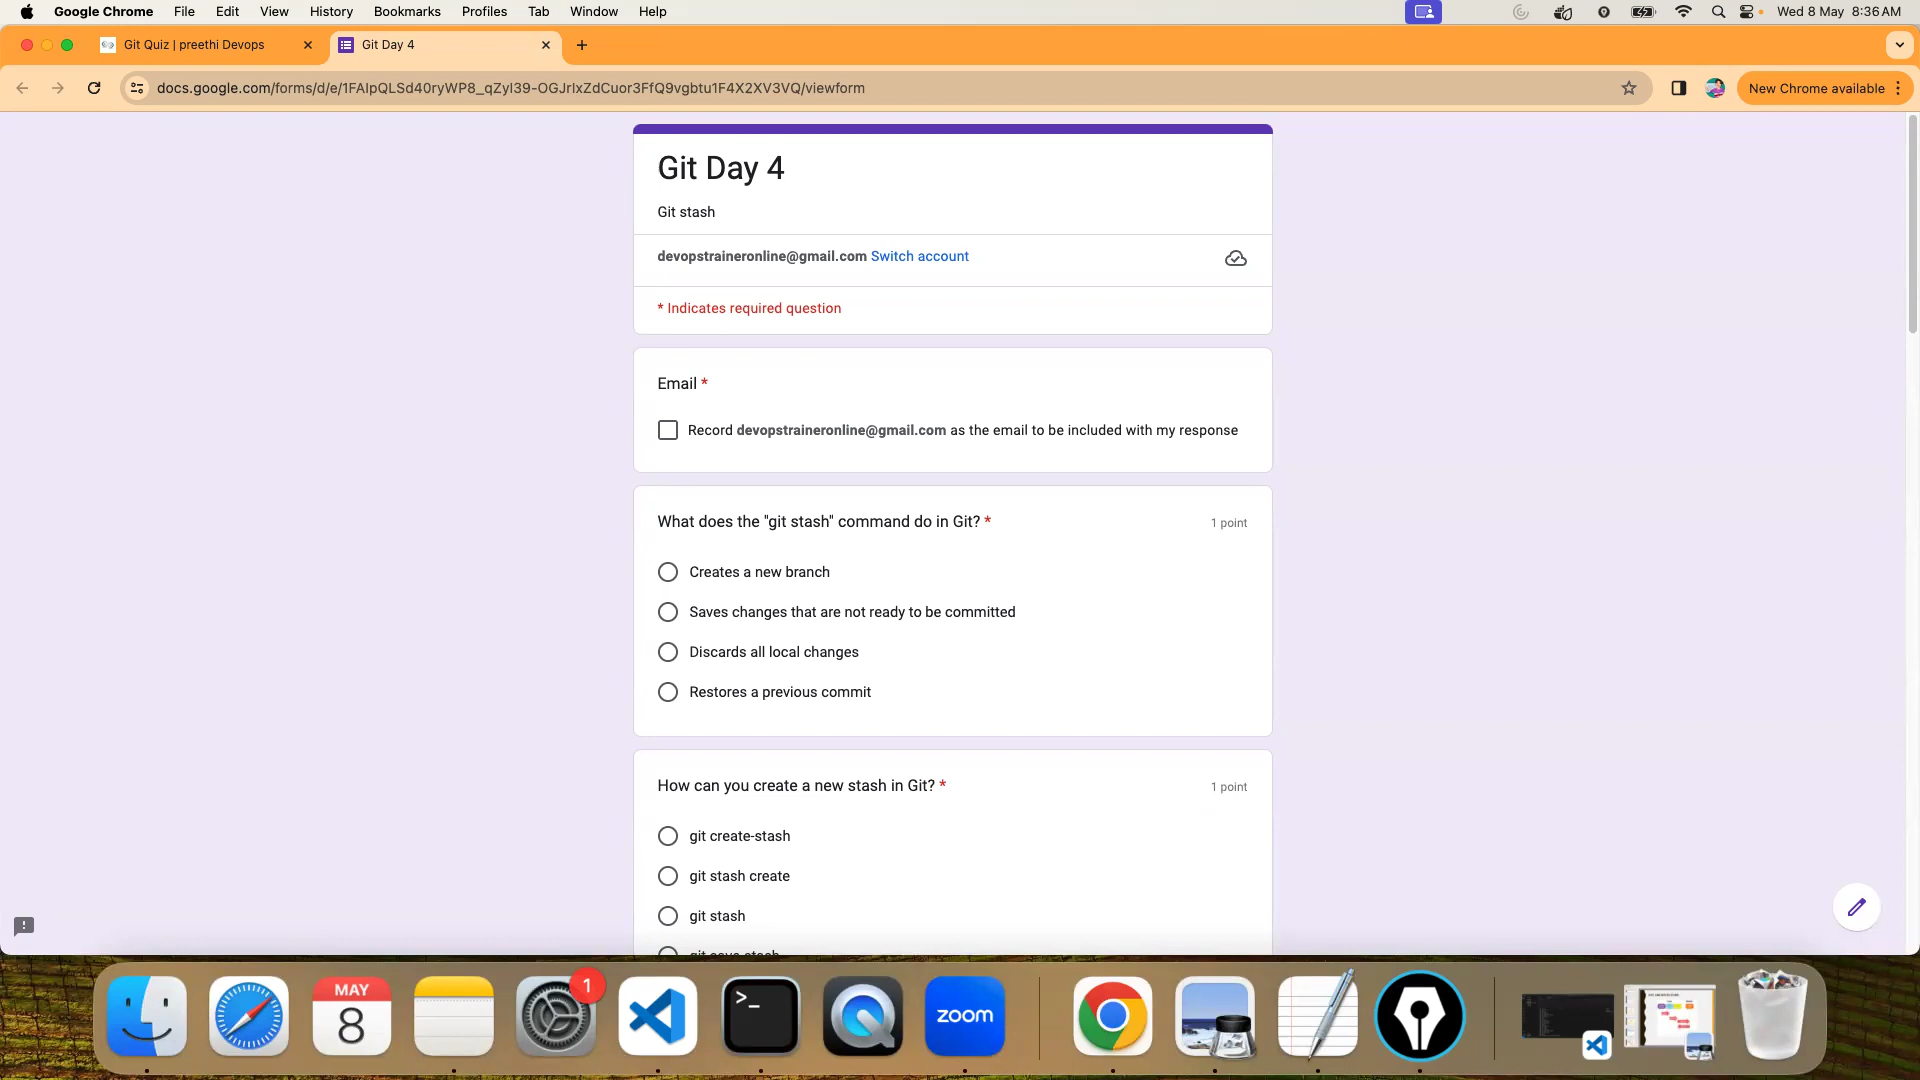 Google Chrome File Edit View History Bookmarks Profiles Tab Window Help Wed 8 May 8:36 AM
Git Quiz | preethi Devops Git Day 4
docs.google.com/forms/d/e/1FAIpQLSd40ryWP8_qZyI39-OGJrIxZdCuor3FfQ9vgbtu1F4X2XV3VQ/viewform New Chrome available
Git Day 4
Git stash
devopstraineronline@gmail.com Switch account
* Indicates required question
Email *
Record devopstraineronline@gmail.com as the email to be included with my response
What does the "git stash" command do in Git? * 1 point
Creates a new branch
Saves changes that are not ready to be committed
Discards all local changes
Restores a previous commit
How can you create a new stash in Git? * 1 point
git create-stash
git stash create
git stash
git save stash
1
MAY
8
zoom